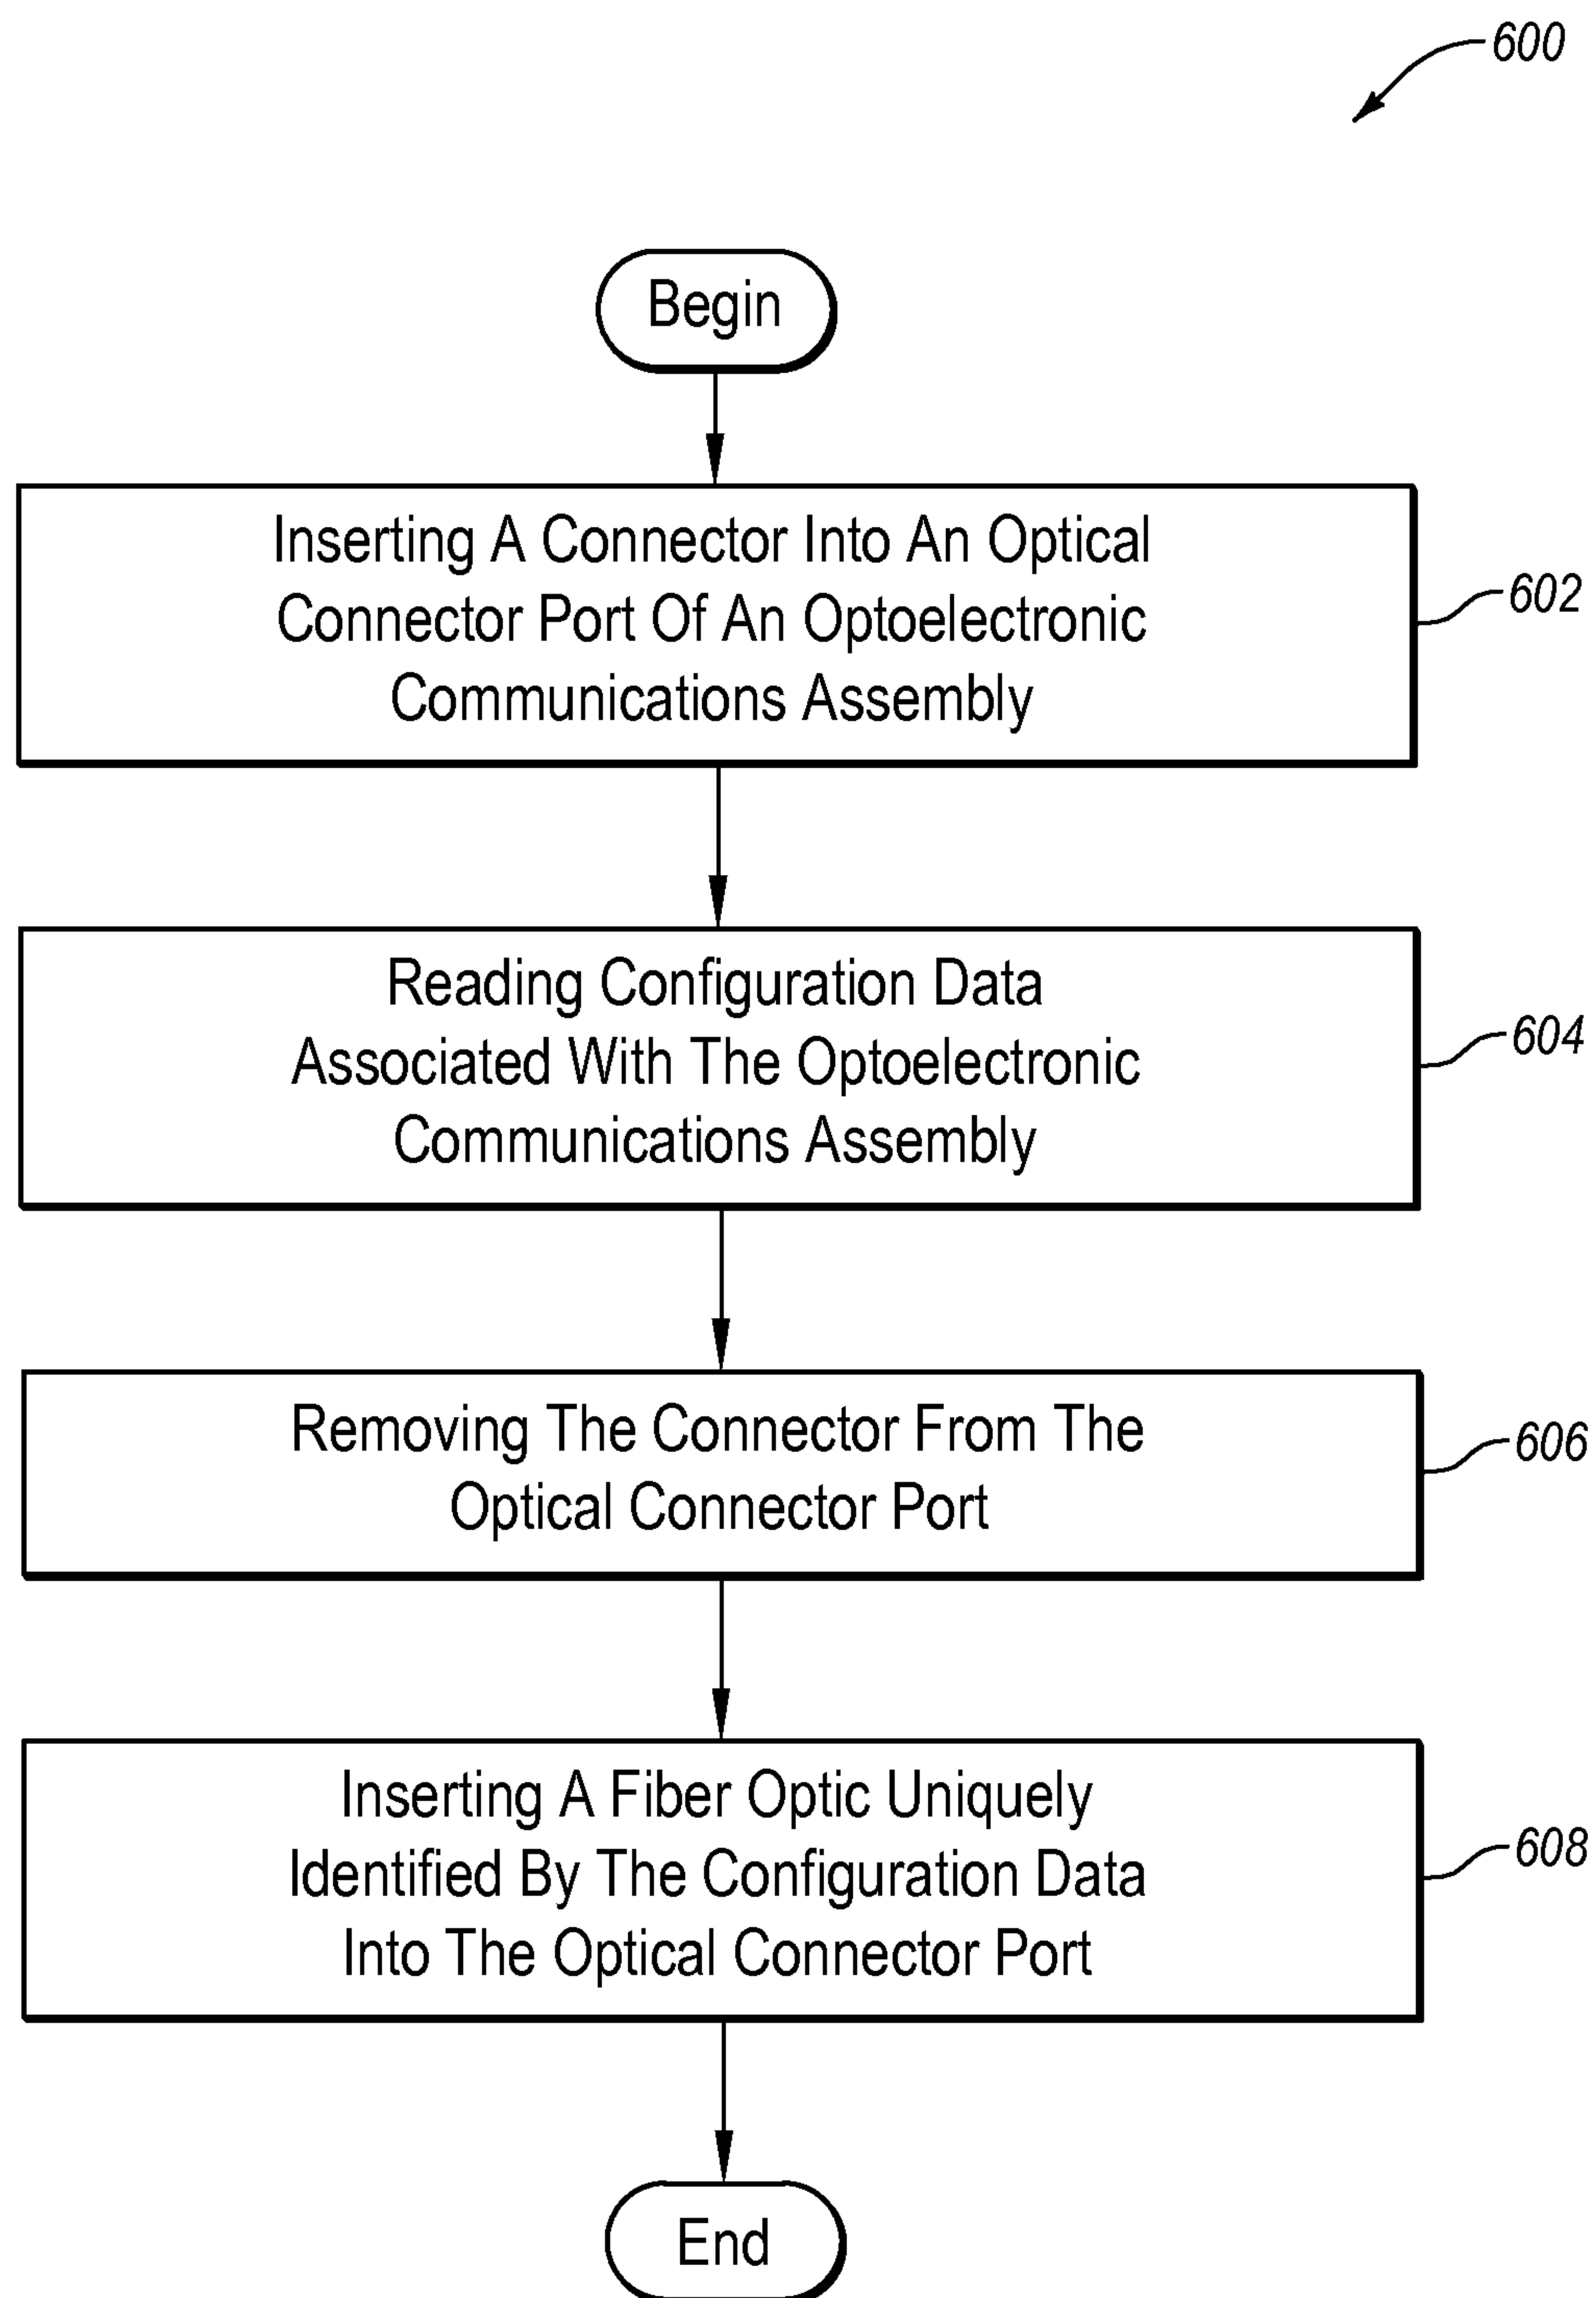 600
Begin
Inserting A Connector Into An Optical
Connector Port Of An Optoelectronic
Communications Assembly
602
Reading Configuration Data
Associated With The Optoelectronic
Communications Assembly
604
Removing The Connector From The
Optical Connector Port
606
Inserting A Fiber Optic Uniquely
Identified By The Configuration Data
Into The Optical Connector Port
608
End